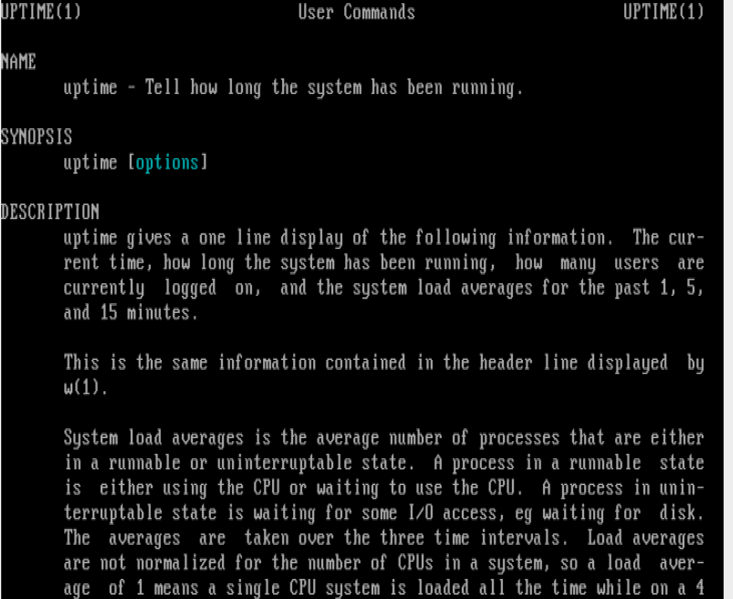 UPTIME(1) User Commands UPTIME(1)
NAME
uptime - Tell how long the system has been running.
SYNOPSIS
uptime [options]
DESCRIPTION
uptime gives a one line display of the following information. The cur-
rent time, how long the system has been running, how many users are
currently logged on, and the system load averages for the past 1, 5,
and 15 minutes.
This is the same information contained in the header line displayed by
w(1).
System load averages is the average number of processes that are either
in a runnable or uninterruptable state. A process in a runnable state
is either using the CPU or waiting to use the CPU. A process in unin-
terruptable state is waiting for some I/O access, eg waiting for disk.
The averages are taken over the three time intervals. Load averages
are not normalized for the number of CPUs in a system, so a load aver-
age of 1 means a single CPU system is loaded all the time while on a 4